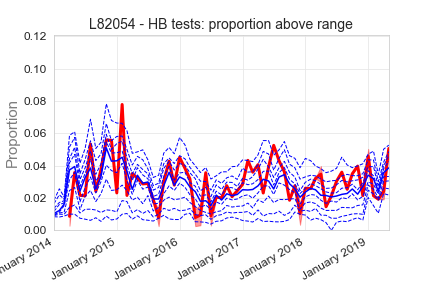 L82054 - HB tests: proportion above range
0.12
0.10
0.08
0.06
0.04
0.02
0.00
Proportion
2014
January 2015
January 2016
January 2017
January 2018
January 2019